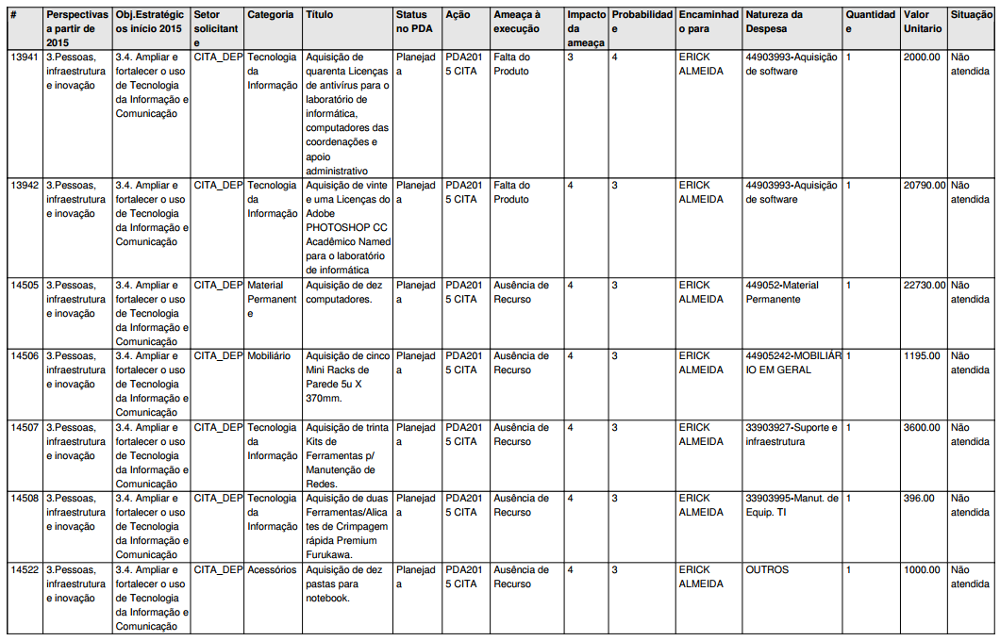 # Perspectivas a partir de 2015 Obj.Estratégicos início 2015 Setor solicitante Categoria Título Status no PDA Ação Ameaça à execução Impacto da ameaça Probabilidade Encaminhado para Natureza da Despesa Quantidade Valor Unitario Situação
13941 3.Pessoas, infraestrutura e inovação 3.4. Ampliar e fortalecer o uso de Tecnologia da Informação e Comunicação CITA_DEP Tecnologia da Informação Aquisição de quarenta Licenças de antivírus para o laboratório de informática, computadores das coordenações e apoio administrativo Planejada PDA2015 CITA Falta do Produto 3 4 ERICK ALMEIDA 44903993-Aquisição de software 1 2000.00 Não atendida
13942 3.Pessoas, infraestrutura e inovação 3.4. Ampliar e fortalecer o uso de Tecnologia da Informação e Comunicação CITA_DEP Tecnologia da Informação Aquisição de vinte e uma Licenças do Adobe PHOTOSHOP CC Acadêmico Named para o laboratório de informática Planejada PDA2015 CITA Falta do Produto 4 3 ERICK ALMEIDA 44903993-Aquisição de software 1 20790.00 Não atendida
14505 3.Pessoas, infraestrutura e inovação 3.4. Ampliar e fortalecer o uso de Tecnologia da Informação e Comunicação CITA_DEP Material Permanente Aquisição de dez computadores. Planejada PDA2015 CITA Ausência de Recurso 4 3 ERICK ALMEIDA 449052-Material Permanente 1 22730.00 Não atendida
14506 3.Pessoas, infraestrutura e inovação 3.4. Ampliar e fortalecer o uso de Tecnologia da Informação e Comunicação CITA_DEP Mobiliário Aquisição de cinco Mini Racks de Parede 5u X 370mm. Planejada PDA2015 CITA Ausência de Recurso 4 3 ERICK ALMEIDA 44905242-MOBILIÁRIO EM GERAL 1 1195.00 Não atendida
14507 3.Pessoas, infraestrutura e inovação 3.4. Ampliar e fortalecer o uso de Tecnologia da Informação e Comunicação CITA_DEP Tecnologia da Informação Aquisição de trinta Kits de Ferramentas p/ Manutenção de Redes. Planejada PDA2015 CITA Ausência de Recurso 4 3 ERICK ALMEIDA 33903927-Suporte e infraestrutura 1 3600.00 Não atendida
14508 3.Pessoas, infraestrutura e inovação 3.4. Ampliar e fortalecer o uso de Tecnologia da Informação e Comunicação CITA_DEP Tecnologia da Informação Aquisição de duas Ferramentas/Alicates de Crimpagem rápida Premium Furukawa. Planejada PDA2015 CITA Ausência de Recurso 4 3 ERICK ALMEIDA 33903995-Manut. de Equip. TI 1 396.00 Não atendida
14522 3.Pessoas, infraestrutura e inovação 3.4. Ampliar e fortalecer o uso de Tecnologia da Informação e Comunicação CITA_DEP Acessórios Aquisição de dez pastas para notebook. Planejada PDA2015 CITA Ausência de Recurso 4 3 ERICK ALMEIDA OUTROS 1 1000.00 Não atendida